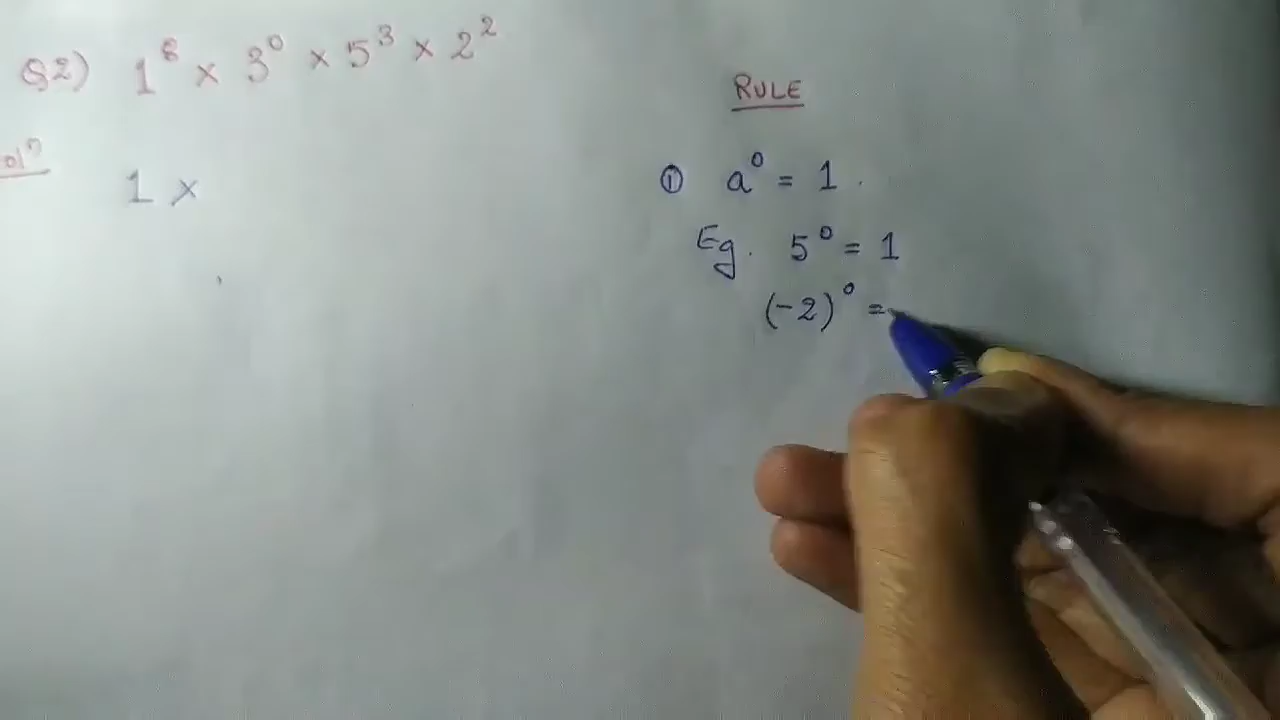 Q2) 1⁸ × 3⁰ × 5³ × 2²
1 ×
RULE
① a⁰ = 1.
Eg. 5⁰ = 1
(-2)⁰ =